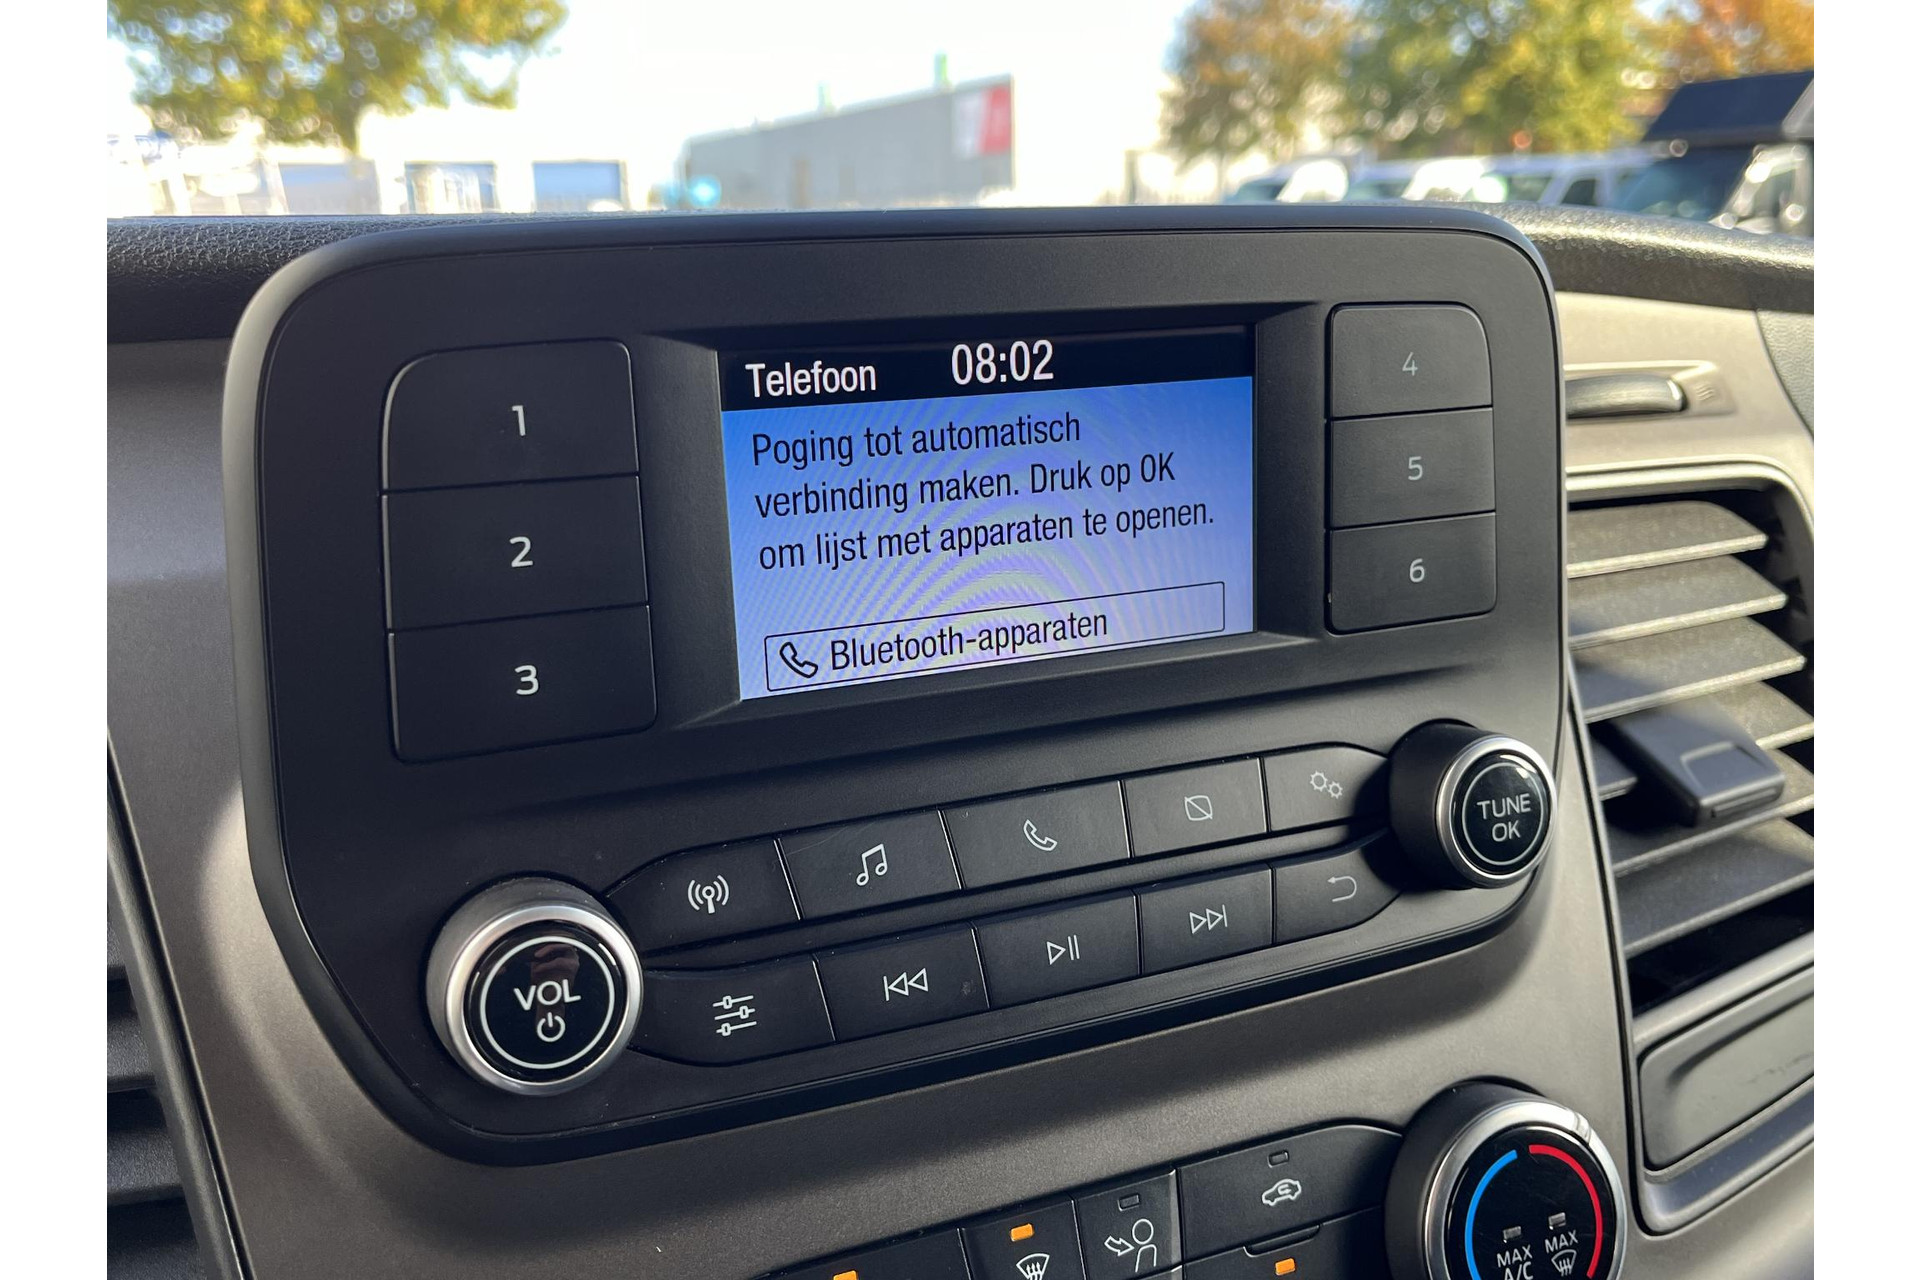 Telefoon 08:02
Poging tot automatisch
verbinding maken. Druk op OK
om lijst met apparaten te openen.
Bluetooth-apparaten
1
2
3
4
5
6
TUNE
OK
VOL
MAX
A/C
MAX